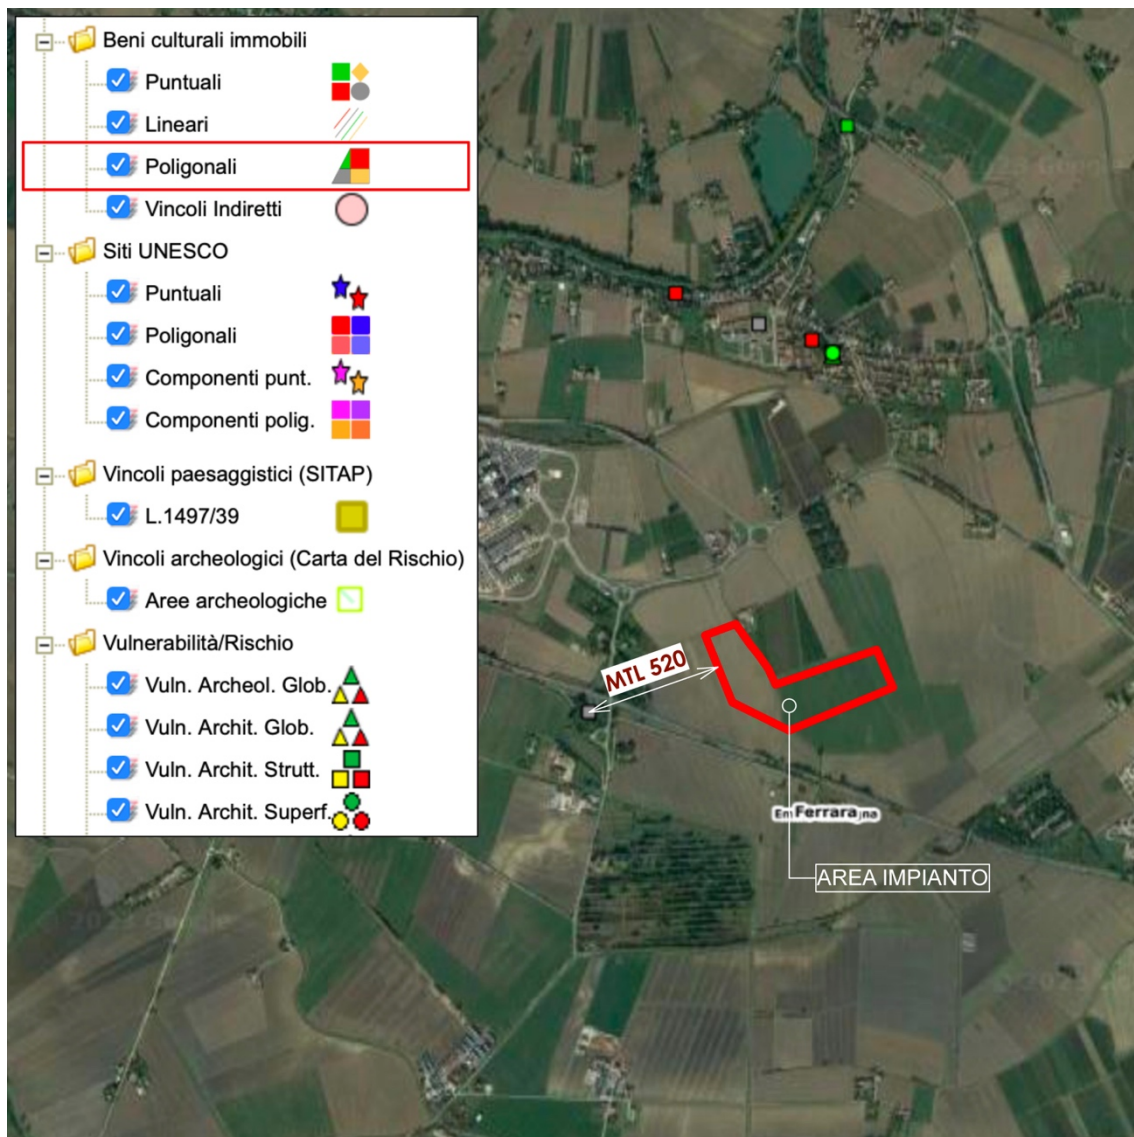 Beni culturali immobili
Puntuali
Lineari
Poligonali
Vincoli Indiretti
Siti UNESCO
Puntuali
Poligonali
Componenti punt.
Componenti polig.
Vincoli paesaggistici (SITAP)
L.1497/39
Vincoli archeologici (Carta del Rischio)
Aree archeologiche
Vulnerabilità/Rischio
Vuln. Archeol. Glob.
Vuln. Archit. Glob.
Vuln. Archit. Strutt.
Vuln. Archit. Superf.
MTL 520
Ferrara
AREA IMPIANTO